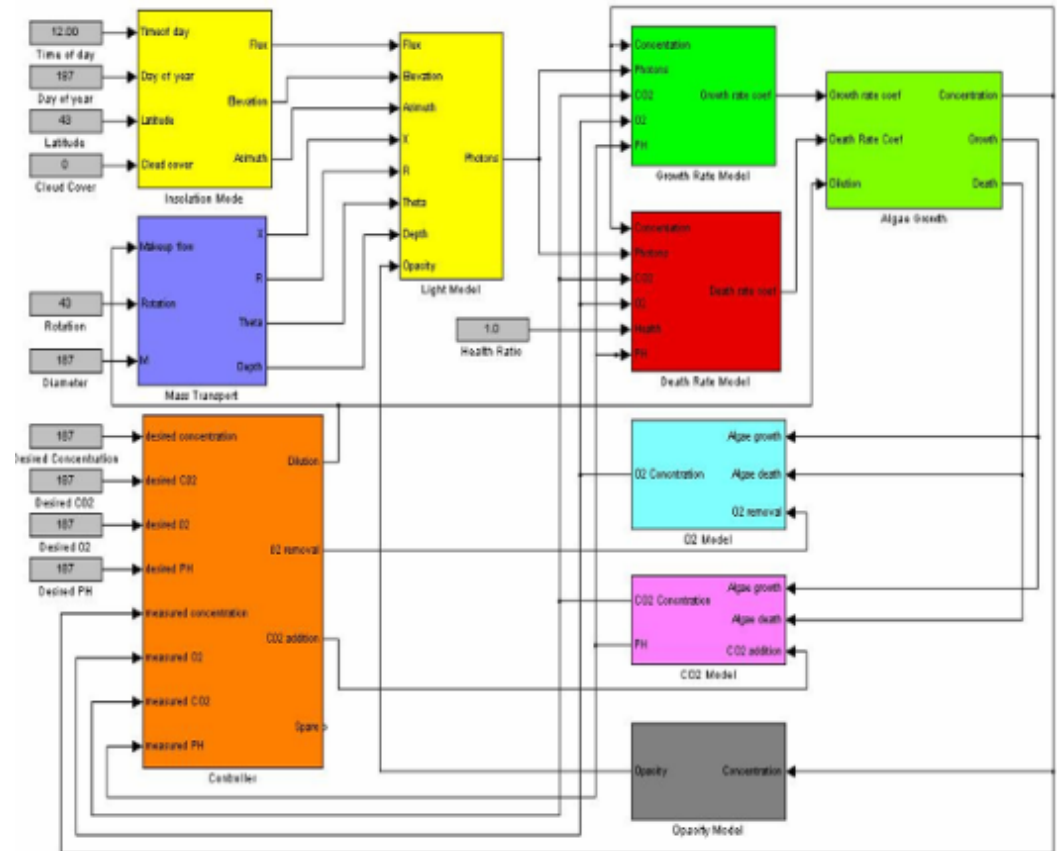 12.00
Time of day
187
Day of year
43
Latitude
0
Cloud Cover
Timeof day
Day of year
Latitude
Cloud cover
Flux
Elevation
Azimuth
Insolation Mode
43
Rotation
187
Diameter
Makeup flow
Rotation
M
X
R
Theta
Depth
Mass Transport
Flux
Elevation
Azimuth
X
R
Theta
Depth
Opacity
Photons
Light Model
1.0
Health Ratio
Concentration
Photons
CO2
O2
PH
Growth rate coef
Growth Rate Model
Concentration
Photons
CO2
O2
Health
PH
Death rate coef
Death Rate Model
Growth rate coef
Death Rate Coef
Dilution
Concentration
Growth
Death
Algae Growth
187
Desired Concentration
187
Desired CO2
187
Desired O2
187
Desired PH
desired concentration
desired CO2
desired O2
desired PH
measured concentration
measured O2
measured CO2
measured PH
Dilution
O2 removal
CO2 addition
Spare
Controller
O2 Concentration
Algae growth
Algae death
O2 removal
O2 Model
CO2 Concentration
PH
Algae growth
Algae death
CO2 addition
CO2 Model
Opacity
Concentration
Opacity Model